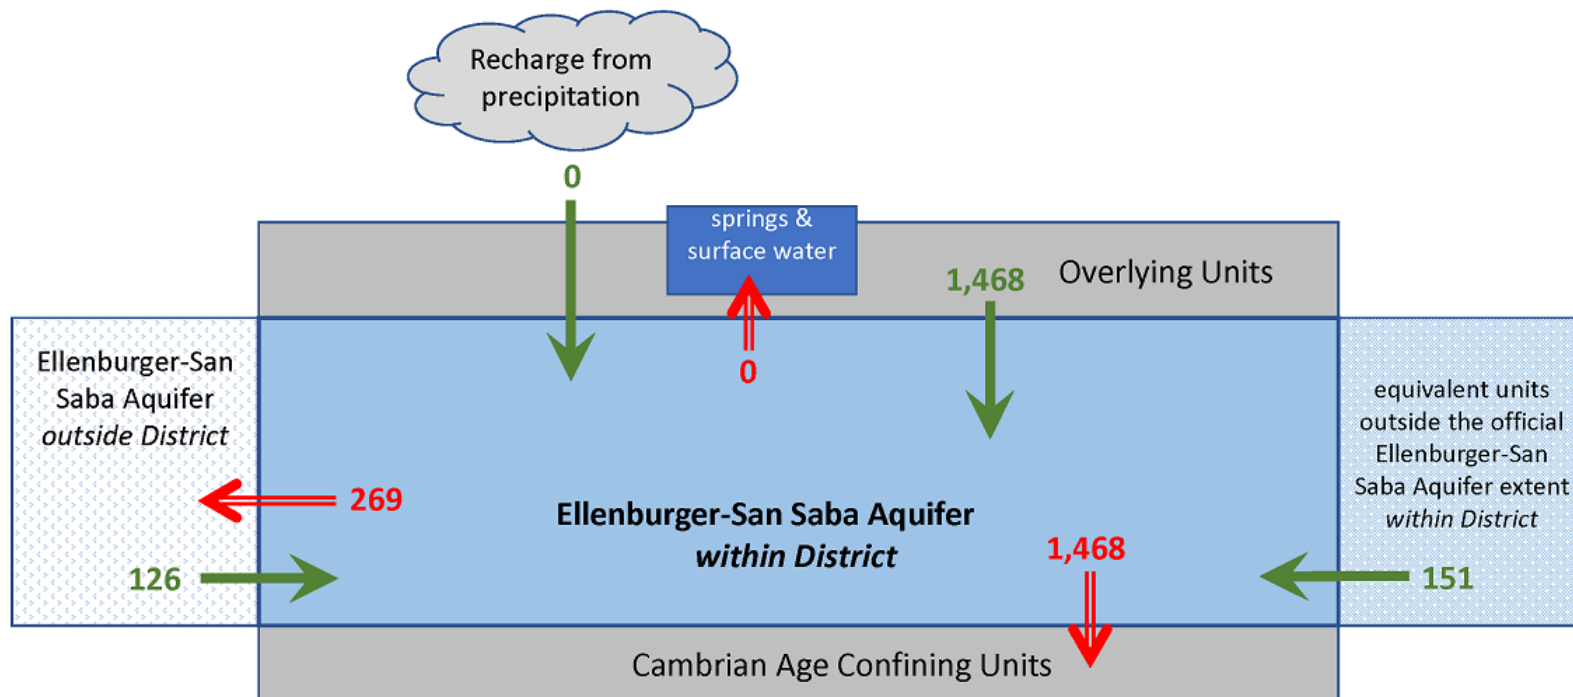 Recharge from
precipitation
0
springs &
surface water
1,468
Overlying Units
0
Ellenburger-San
Saba Aquifer
outside District
269
126
Ellenburger-San Saba Aquifer
within District
1,468
equivalent units
outside the official
Ellenburger-San
Saba Aquifer extent
within District
151
Cambrian Age Confining Units